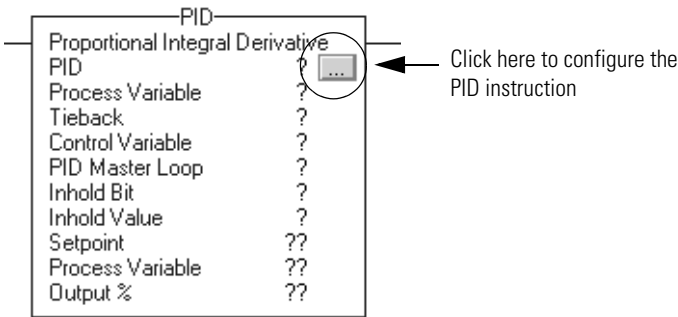 PID
Proportional Integral Derivative
PID ? ...
Process Variable ?
Tieback ?
Control Variable ?
PID Master Loop ?
Inhold Bit ?
Inhold Value ?
Setpoint ??
Process Variable ??
Output % ??
Click here to configure the
PID instruction